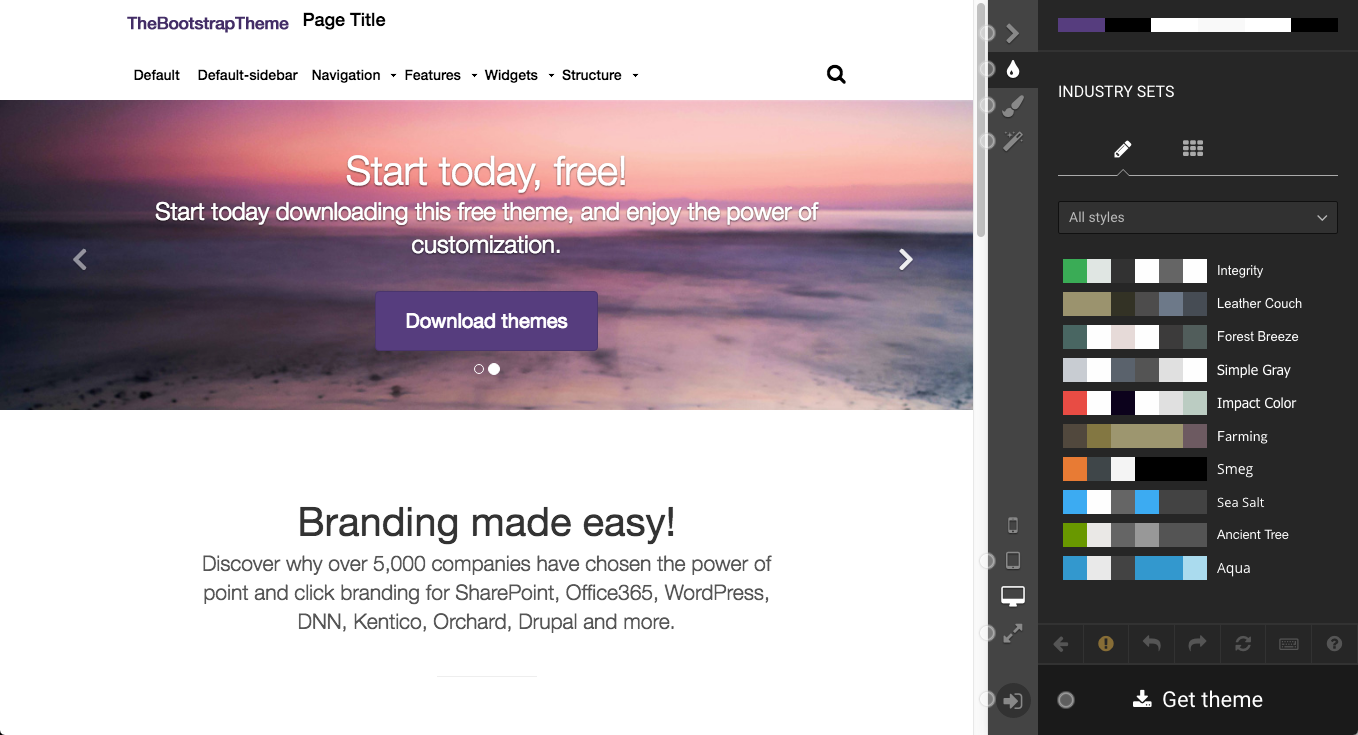 TheBootstrapTheme Page Title
Default Default-sidebar Navigation Features Widgets Structure
Start today, free!
Start today downloading this free theme, and enjoy the power of
customization.
Download themes
Branding made easy!
Discover why over 5,000 companies have chosen the power of
point and click branding for SharePoint, Office365, WordPress,
DNN, Kentico, Orchard, Drupal and more.
INDUSTRY SETS
All styles
Integrity
Leather Couch
Forest Breeze
Simple Gray
Impact Color
Farming
Smeg
Sea Salt
Ancient Tree
Aqua
Get theme